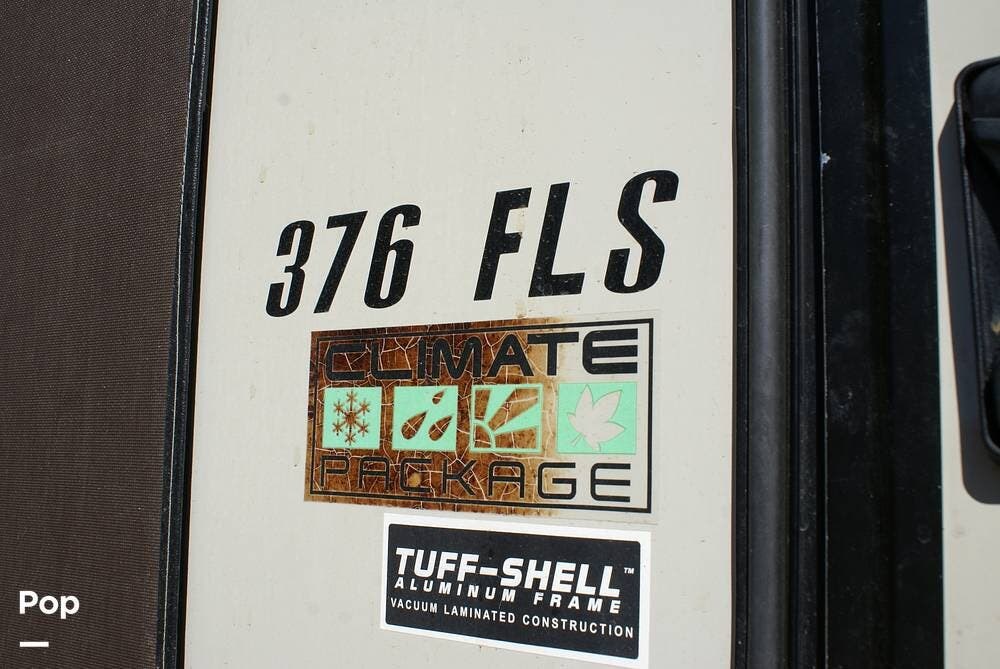 376 FLS
CLIMATE
PACKAGE
TUFF-SHELL™
ALUMINUM FRAME
VACUUM LAMINATED CONSTRUCTION
Pop